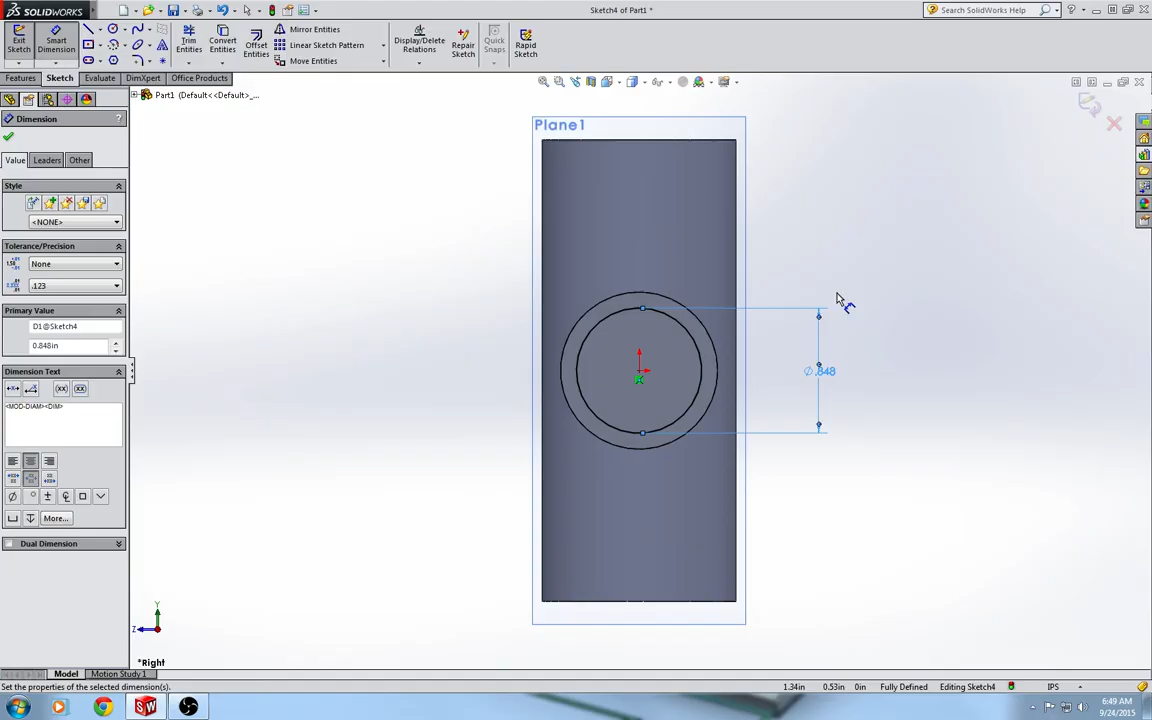 SOLIDWORKS
Sketch4 of Part1 *
Search SolidWorks Help
Exit Sketch
Smart Dimension
Trim Entities
Convert Entities
Offset Entities
Mirror Entities
Linear Sketch Pattern
Move Entities
Display/Delete Relations
Repair Sketch
Quick Snaps
Rapid Sketch
Features
Sketch
Evaluate
DimXpert
Office Products
Part1 (Default<<Default>_...
Dimension
?
Value
Leaders
Other
Style
<NONE>
Tolerance/Precision
None
.123
Primary Value
D1@Sketch4
0.848in
Dimension Text
<MOD-DIAM><DIM>
(xx)
(xx)
More...
Dual Dimension
Plane1
∅.848
Y
Z
*Right
Model
Motion Study 1
Set the properties of the selected dimension(s).
1.34in
0.53in
0in
Fully Defined
Editing Sketch4
IPS
6:49 AM
9/24/2015